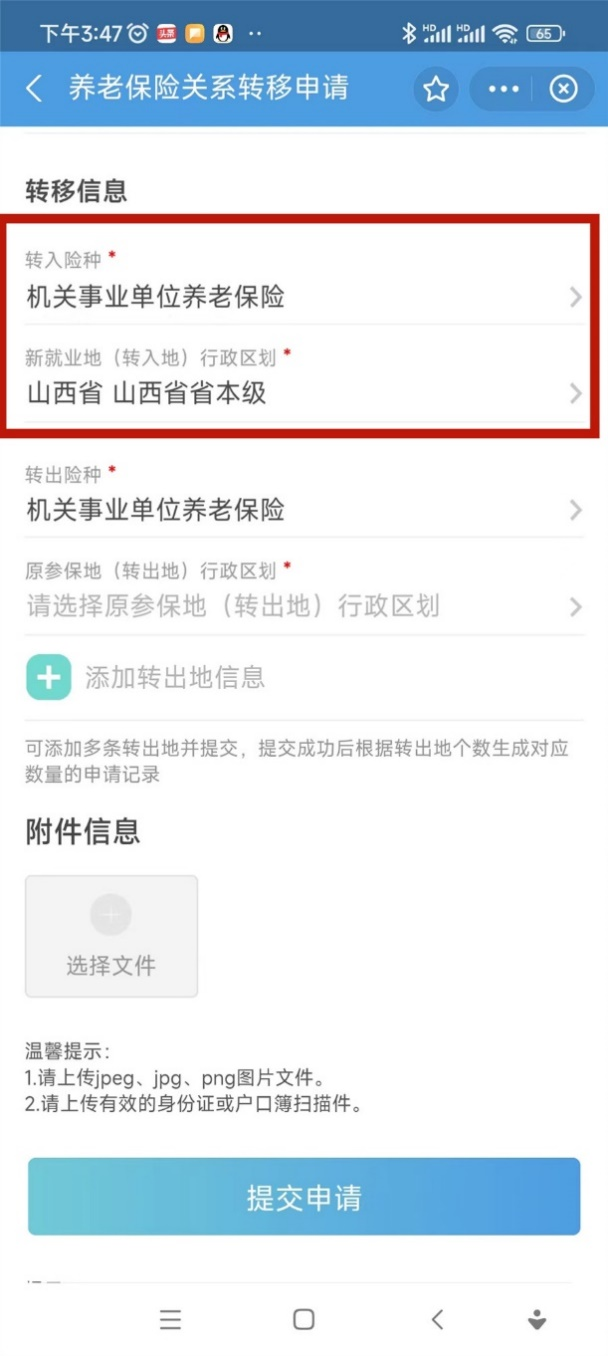 下午3:47
头条
HD HD 65
养老保险关系转移申请
转移信息
转入险种 *
机关事业单位养老保险
新就业地（转入地）行政区划 *
山西省 山西省省本级
转出险种 *
机关事业单位养老保险
原参保地（转出地）行政区划 *
请选择原参保地（转出地）行政区划
添加转出地信息
可添加多条转出地并提交，提交成功后根据转出地个数生成对应
数量的申请记录
附件信息
选择文件
温馨提示：
1.请上传jpeg、jpg、png图片文件。
2.请上传有效的身份证或户口簿扫描件。
提交申请